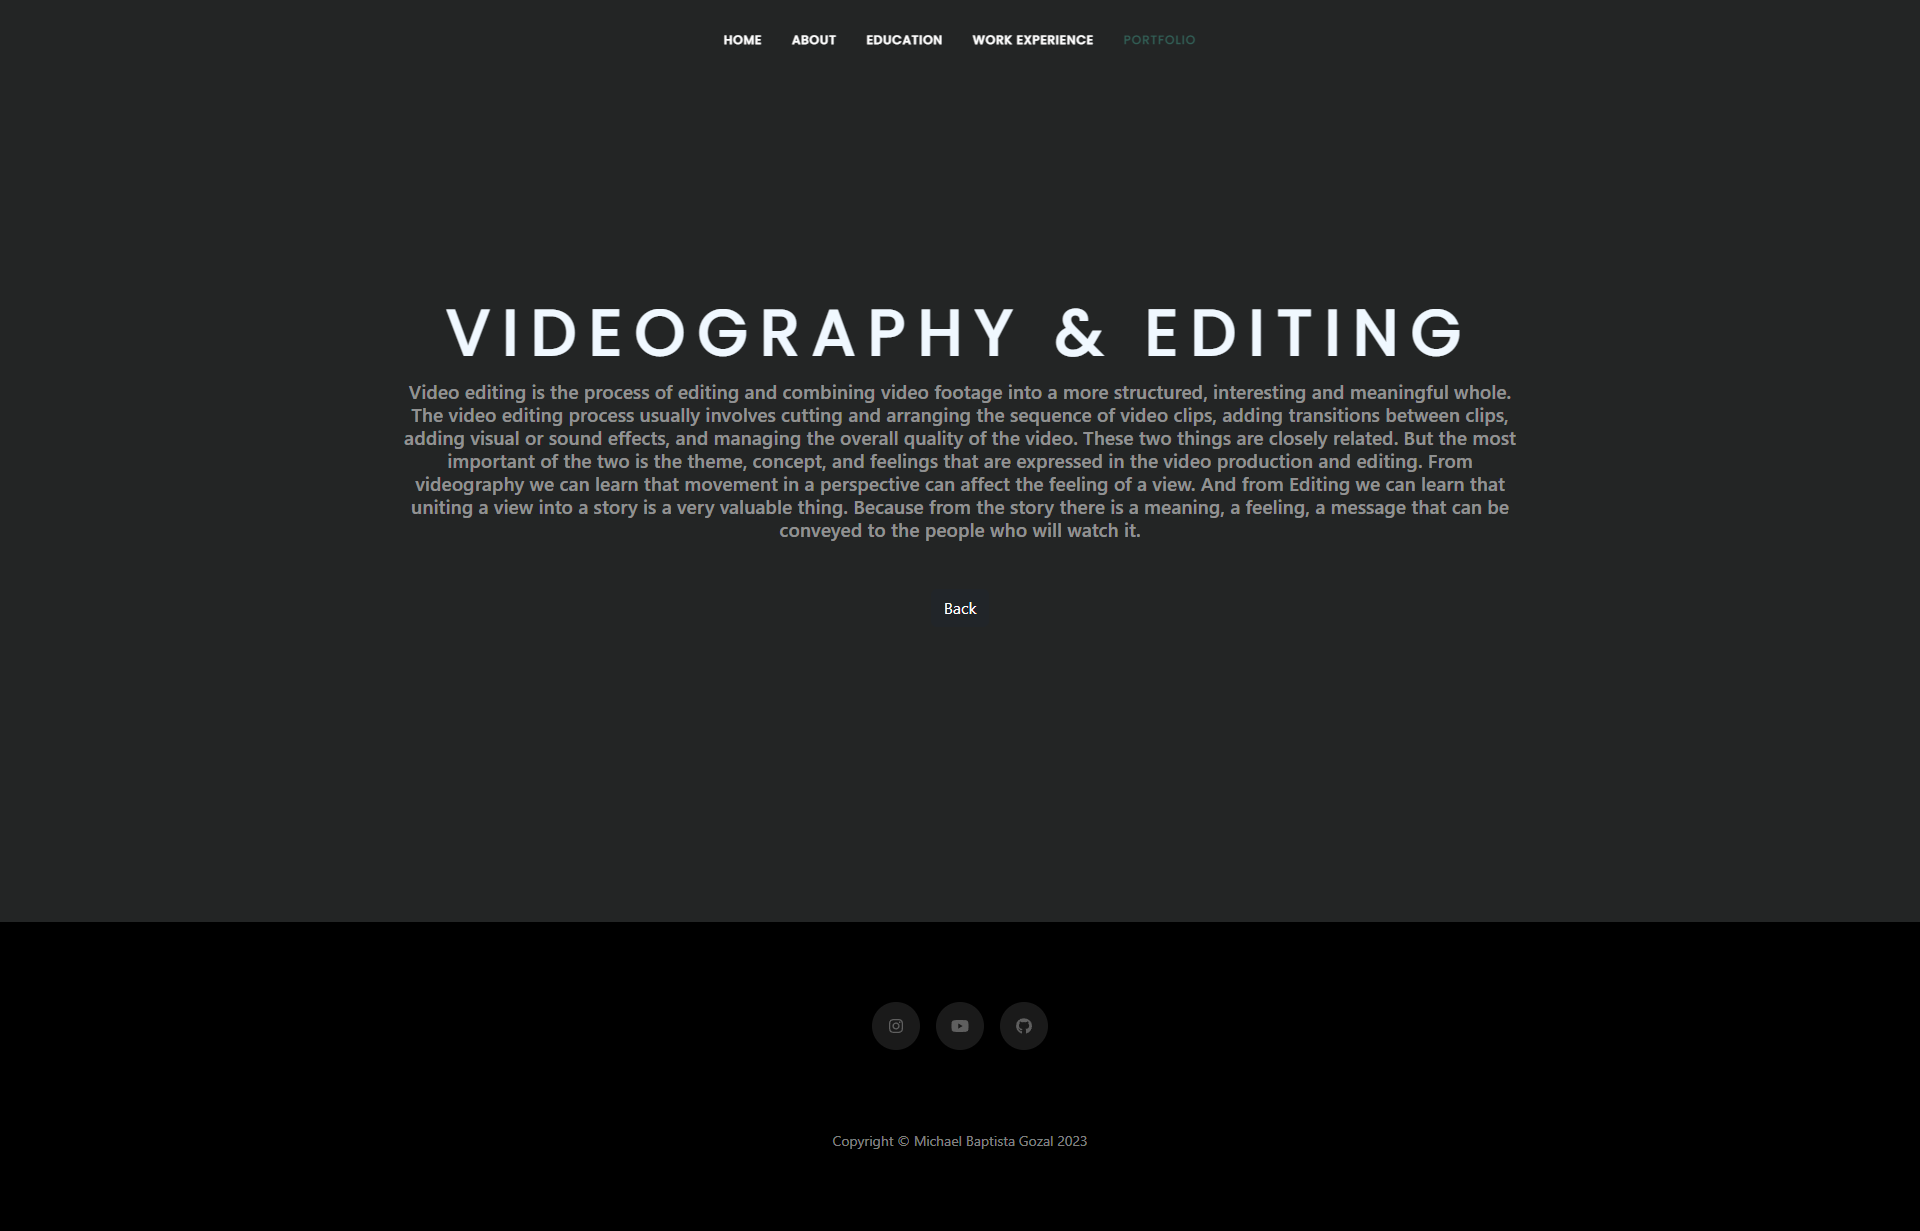 HOME ABOUT EDUCATION WORK EXPERIENCE PORTFOLIO
VIDEOGRAPHY & EDITING
Video editing is the process of editing and combining video footage into a more structured, interesting and meaningful whole.
The video editing process usually involves cutting and arranging the sequence of video clips, adding transitions between clips,
adding visual or sound effects, and managing the overall quality of the video. These two things are closely related. But the most
important of the two is the theme, concept, and feelings that are expressed in the video production and editing. From
videography we can learn that movement in a perspective can affect the feeling of a view. And from Editing we can learn that
uniting a view into a story is a very valuable thing. Because from the story there is a meaning, a feeling, a message that can be
conveyed to the people who will watch it.
Back
Copyright © Michael Baptista Gozal 2023